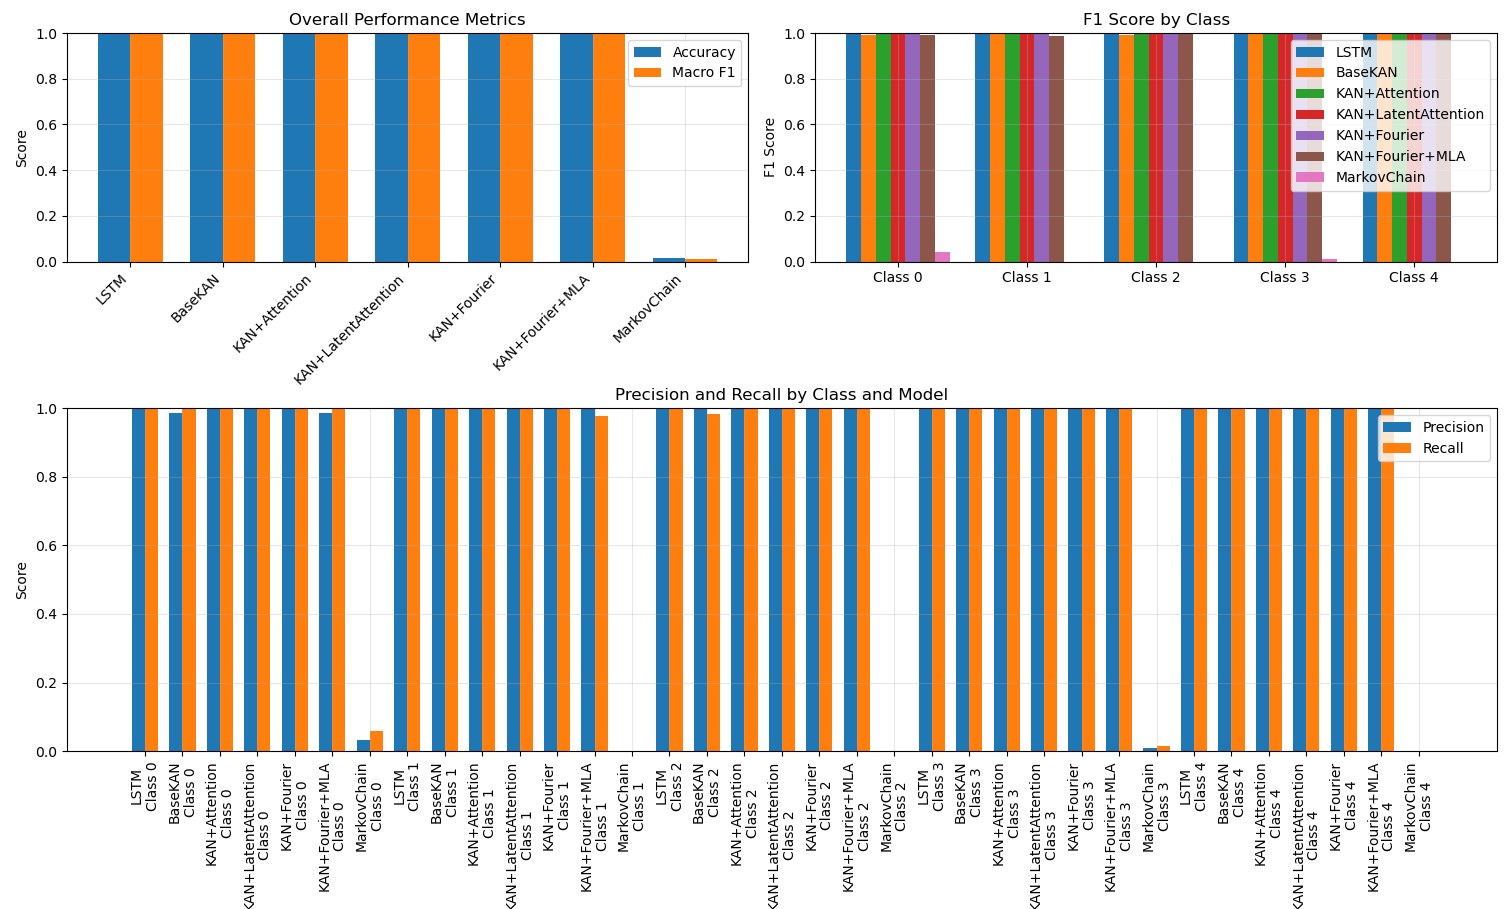 Overall Performance Metrics
Score
1.0
0.8
0.6
0.4
0.2
0.0
Accuracy
Macro F1
LSTM
BaseKAN
KAN+Attention
KAN+LatentAttention
KAN+Fourier
KAN+Fourier+MLA
MarkovChain
F1 Score by Class
F1 Score
1.0
0.8
0.6
0.4
0.2
0.0
LSTM
BaseKAN
KAN+Attention
KAN+LatentAttention
KAN+Fourier
KAN+Fourier+MLA
MarkovChain
Class 0
Class 1
Class 2
Class 3
Class 4
Precision and Recall by Class and Model
Score
1.0
0.8
0.6
0.4
0.2
0.0
Precision
Recall
LSTM
Class 0
BaseKAN
Class 0
KAN+Attention
Class 0
KAN+LatentAttention
Class 0
KAN+Fourier
Class 0
KAN+Fourier+MLA
Class 0
MarkovChain
Class 0
LSTM
Class 1
BaseKAN
Class 1
KAN+Attention
Class 1
KAN+LatentAttention
Class 1
KAN+Fourier
Class 1
KAN+Fourier+MLA
Class 1
MarkovChain
Class 1
LSTM
Class 2
BaseKAN
Class 2
KAN+Attention
Class 2
KAN+LatentAttention
Class 2
KAN+Fourier
Class 2
KAN+Fourier+MLA
Class 2
MarkovChain
Class 2
LSTM
Class 3
BaseKAN
Class 3
KAN+Attention
Class 3
KAN+LatentAttention
Class 3
KAN+Fourier
Class 3
KAN+Fourier+MLA
Class 3
MarkovChain
Class 3
LSTM
Class 4
BaseKAN
Class 4
KAN+Attention
Class 4
KAN+LatentAttention
Class 4
KAN+Fourier
Class 4
KAN+Fourier+MLA
Class 4
MarkovChain
Class 4